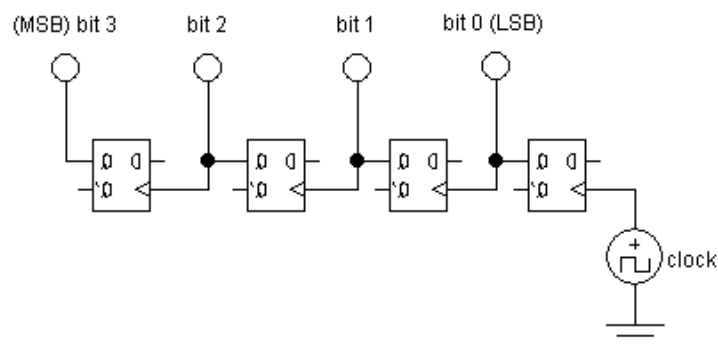 (MSB) bit 3 bit 2 bit 1 bit 0 (LSB)
Q D Q D Q D Q D
Q' Q' Q' Q'
+
clock